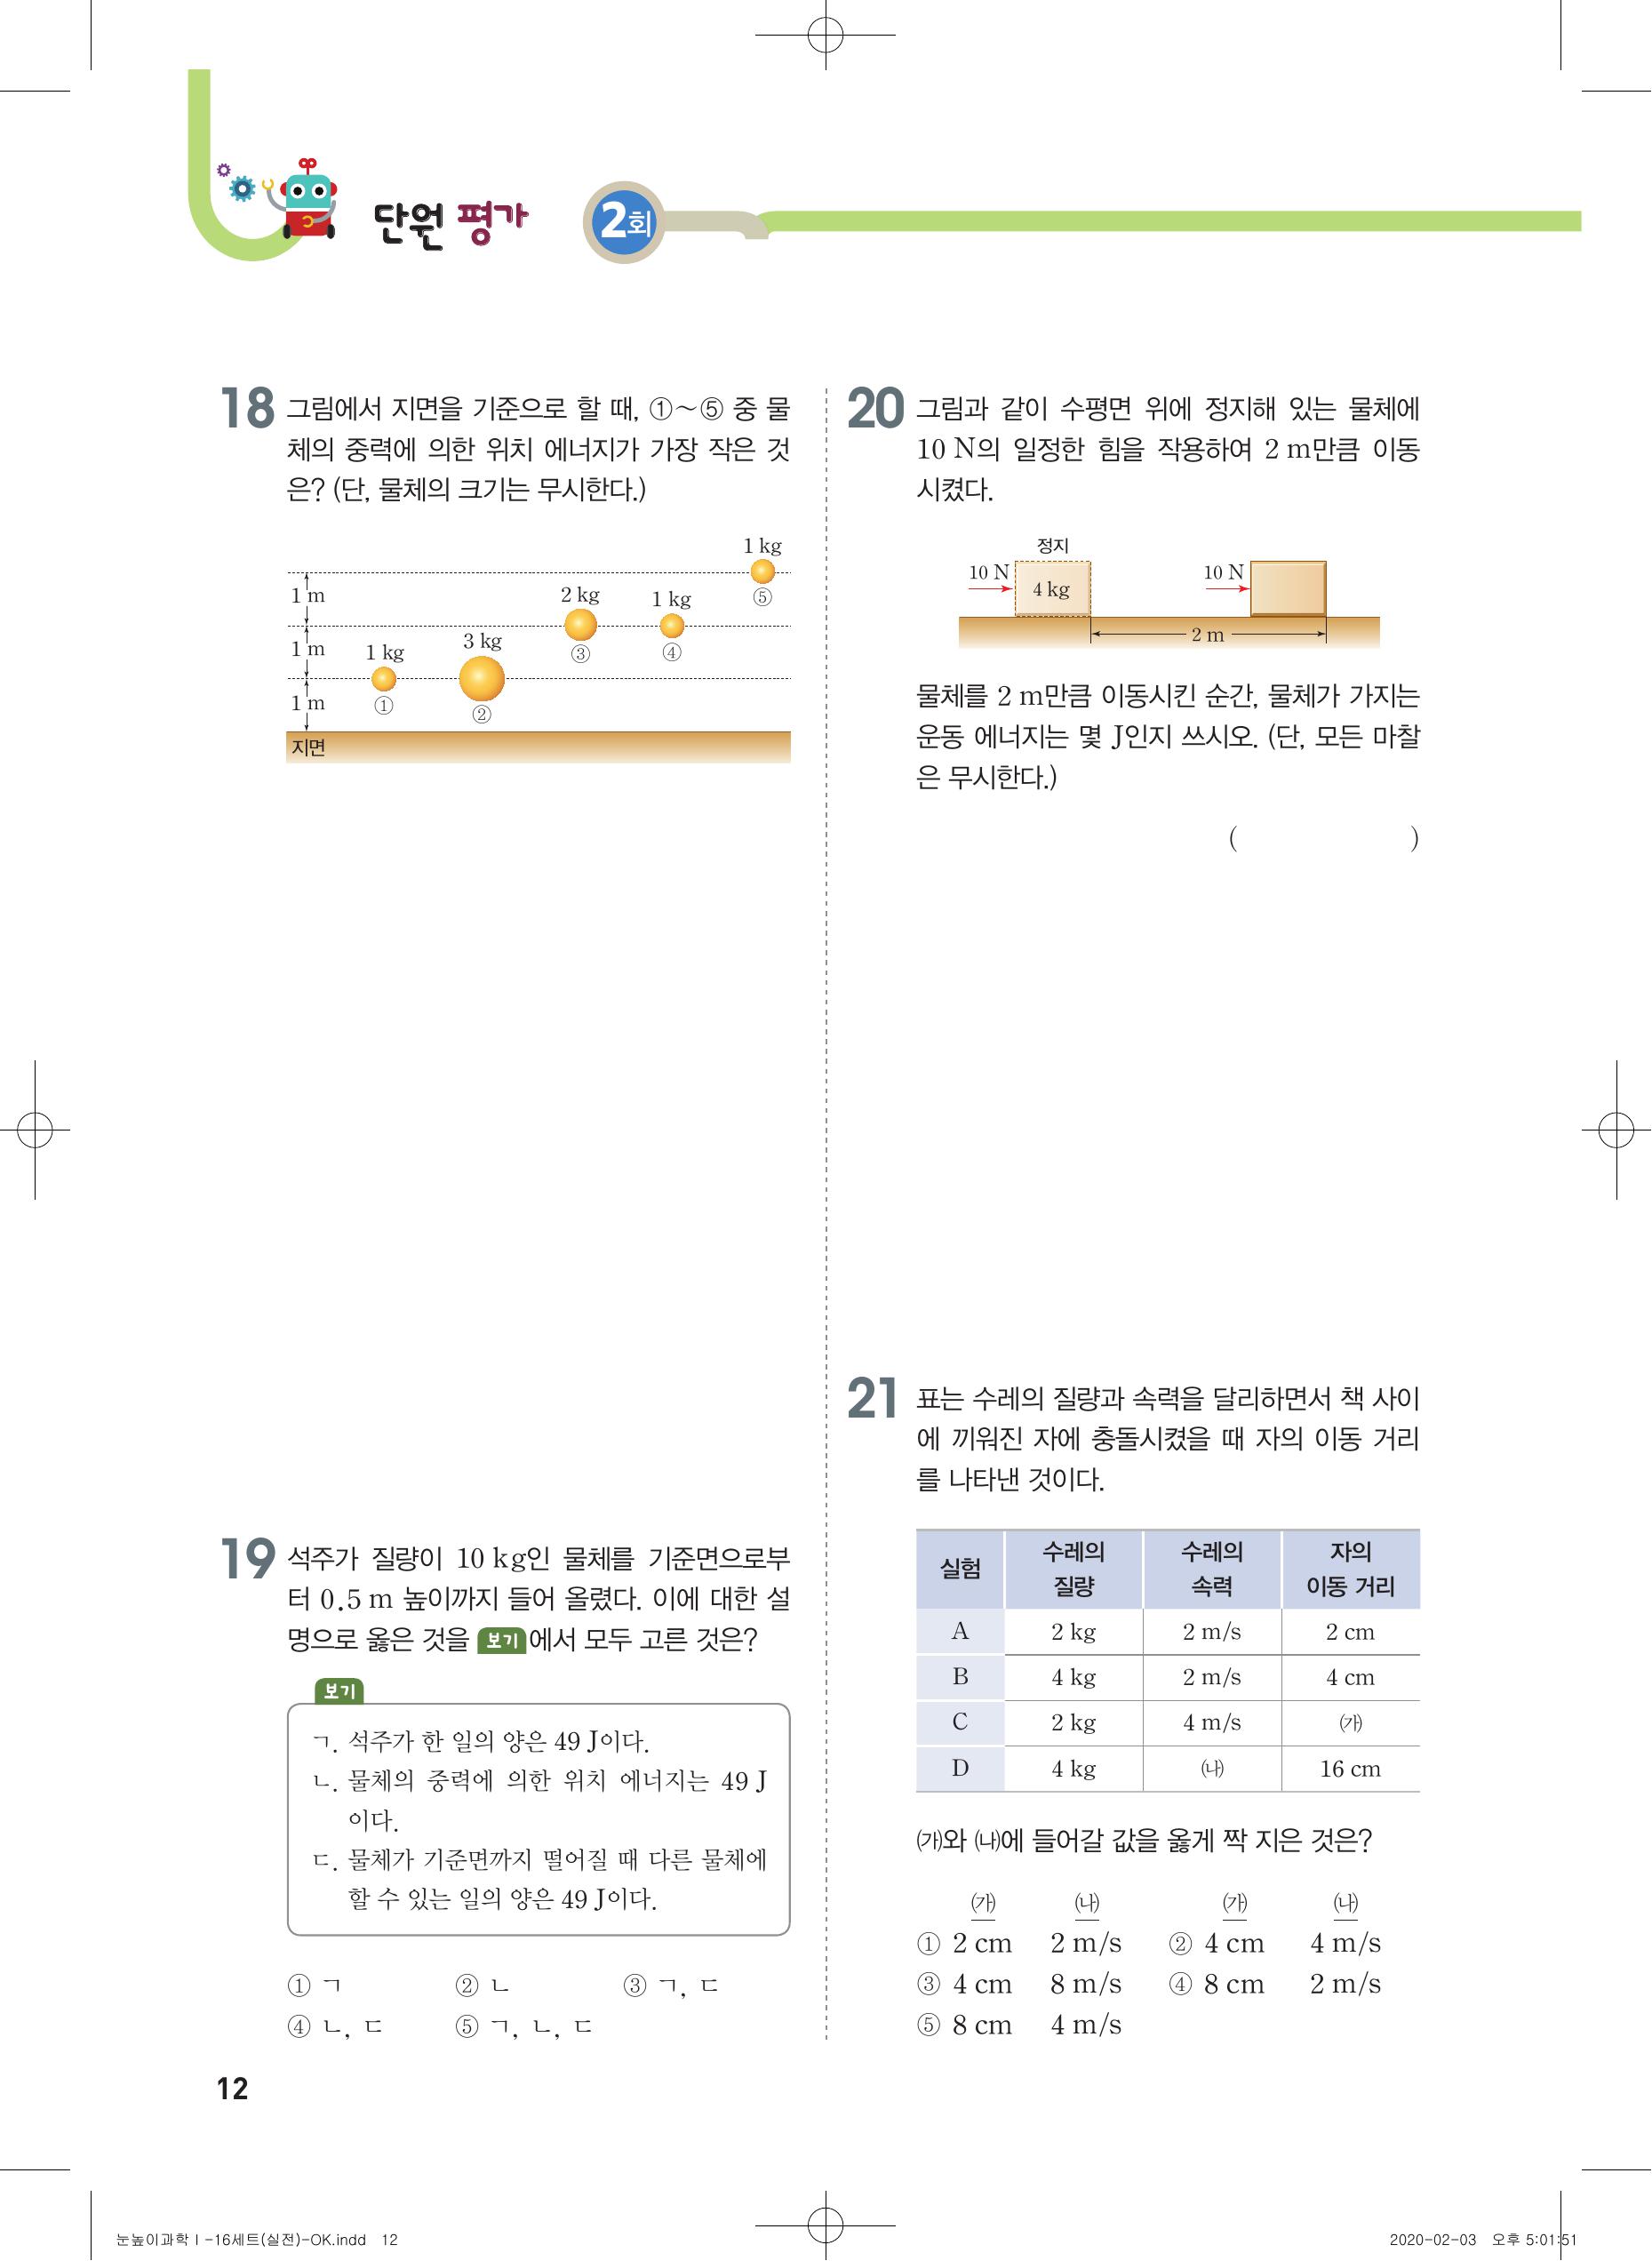 단원 평가 2회
18 그림에서 지면을 기준으로 할 때, ①~⑤ 중 물
체의 중력에 의한 위치 에너지가 가장 작은 것
은? (단, 물체의 크기는 무시한다.)
1 kg
1 m
2 kg
1 kg
⑤
1 m
1 kg
3 kg
③
④
1 m
①
②
지면
19 석주가 질량이 10 kg인 물체를 기준면으로부
터 0.5 m 높이까지 들어 올렸다. 이에 대한 설
명으로 옳은 것을 보기 에서 모두 고른 것은?
보기
ㄱ. 석주가 한 일의 양은 49 J이다.
ㄴ. 물체의 중력에 의한 위치 에너지는 49 J
이다.
ㄷ. 물체가 기준면까지 떨어질 때 다른 물체에
할 수 있는 일의 양은 49 J이다.
① ㄱ ② ㄴ ③ ㄱ, ㄷ
④ ㄴ, ㄷ ⑤ ㄱ, ㄴ, ㄷ
20 그림과 같이 수평면 위에 정지해 있는 물체에
10 N의 일정한 힘을 작용하여 2 m만큼 이동
시켰다.
정지
10 N 4 kg 10 N
2 m
물체를 2 m만큼 이동시킨 순간, 물체가 가지는
운동 에너지는 몇 J인지 쓰시오. (단, 모든 마찰
은 무시한다.)
( )
21 표는 수레의 질량과 속력을 달리하면서 책 사이
에 끼워진 자에 충돌시켰을 때 자의 이동 거리
를 나타낸 것이다.
실험 수레의 질량 수레의 속력 자의 이동 거리
A 2 kg 2 m/s 2 cm
B 4 kg 2 m/s 4 cm
C 2 kg 4 m/s ㈎
D 4 kg ㈏ 16 cm
㈎와 ㈏에 들어갈 값을 옳게 짝 지은 것은?
㈎ ㈏ ㈎ ㈏
① 2 cm 2 m/s ② 4 cm 4 m/s
③ 4 cm 8 m/s ④ 8 cm 2 m/s
⑤ 8 cm 4 m/s
12
눈높이과학Ⅰ-16세트(실전)-OK.indd 12 2020-02-03 오후 5:01:51